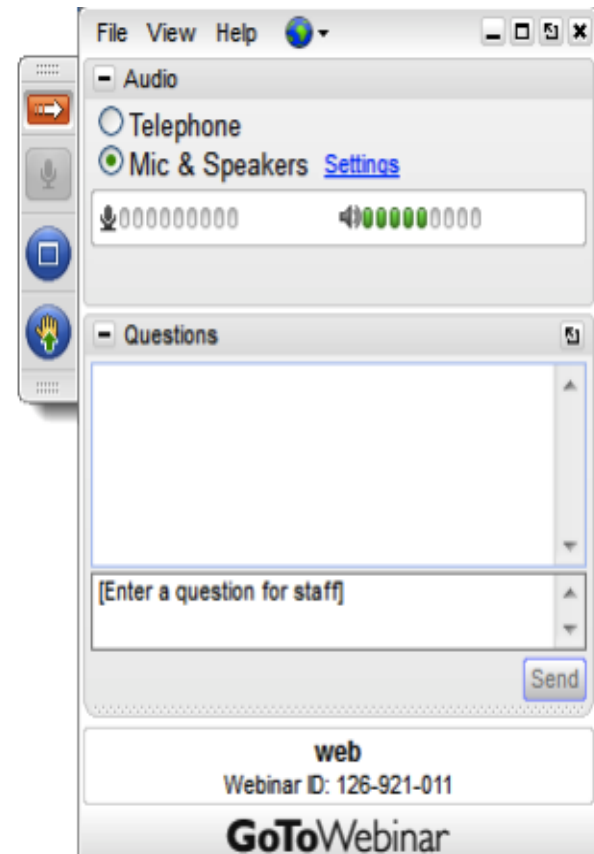 File View Help
Audio
Telephone
Mic & Speakers Settings
Questions
[Enter a question for staff]
Send
web
Webinar ID: 126-921-011
GoToWebinar